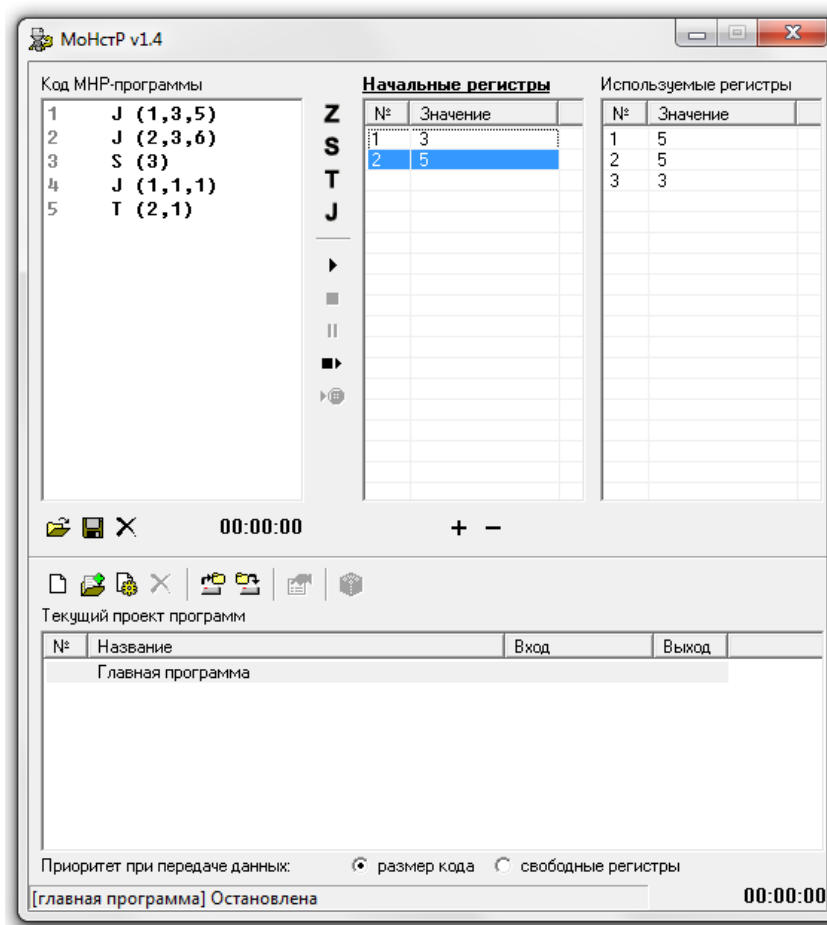 МоНстР v1.4
Код МНР-программы
Начальные регистры
Используемые регистры
1 J (1,3,5)
2 J (2,3,6)
3 S (3)
4 J (1,1,1)
5 T (2,1)
Z
S
T
J
№ Значение
1 3
2 5
№ Значение
1 5
2 5
3 3
00:00:00
Текущий проект программ
№ Название Вход Выход
Главная программа
Приоритет при передаче данных: размер кода свободные регистры
[главная программа] Остановлена 00:00:00